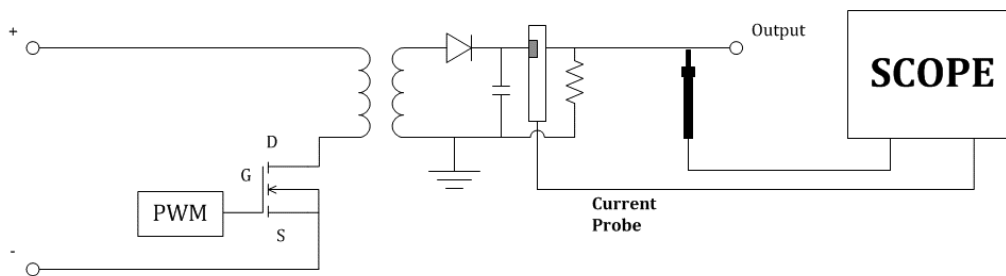 +
Output
SCOPE
D
G
PWM
S
Current
Probe
-